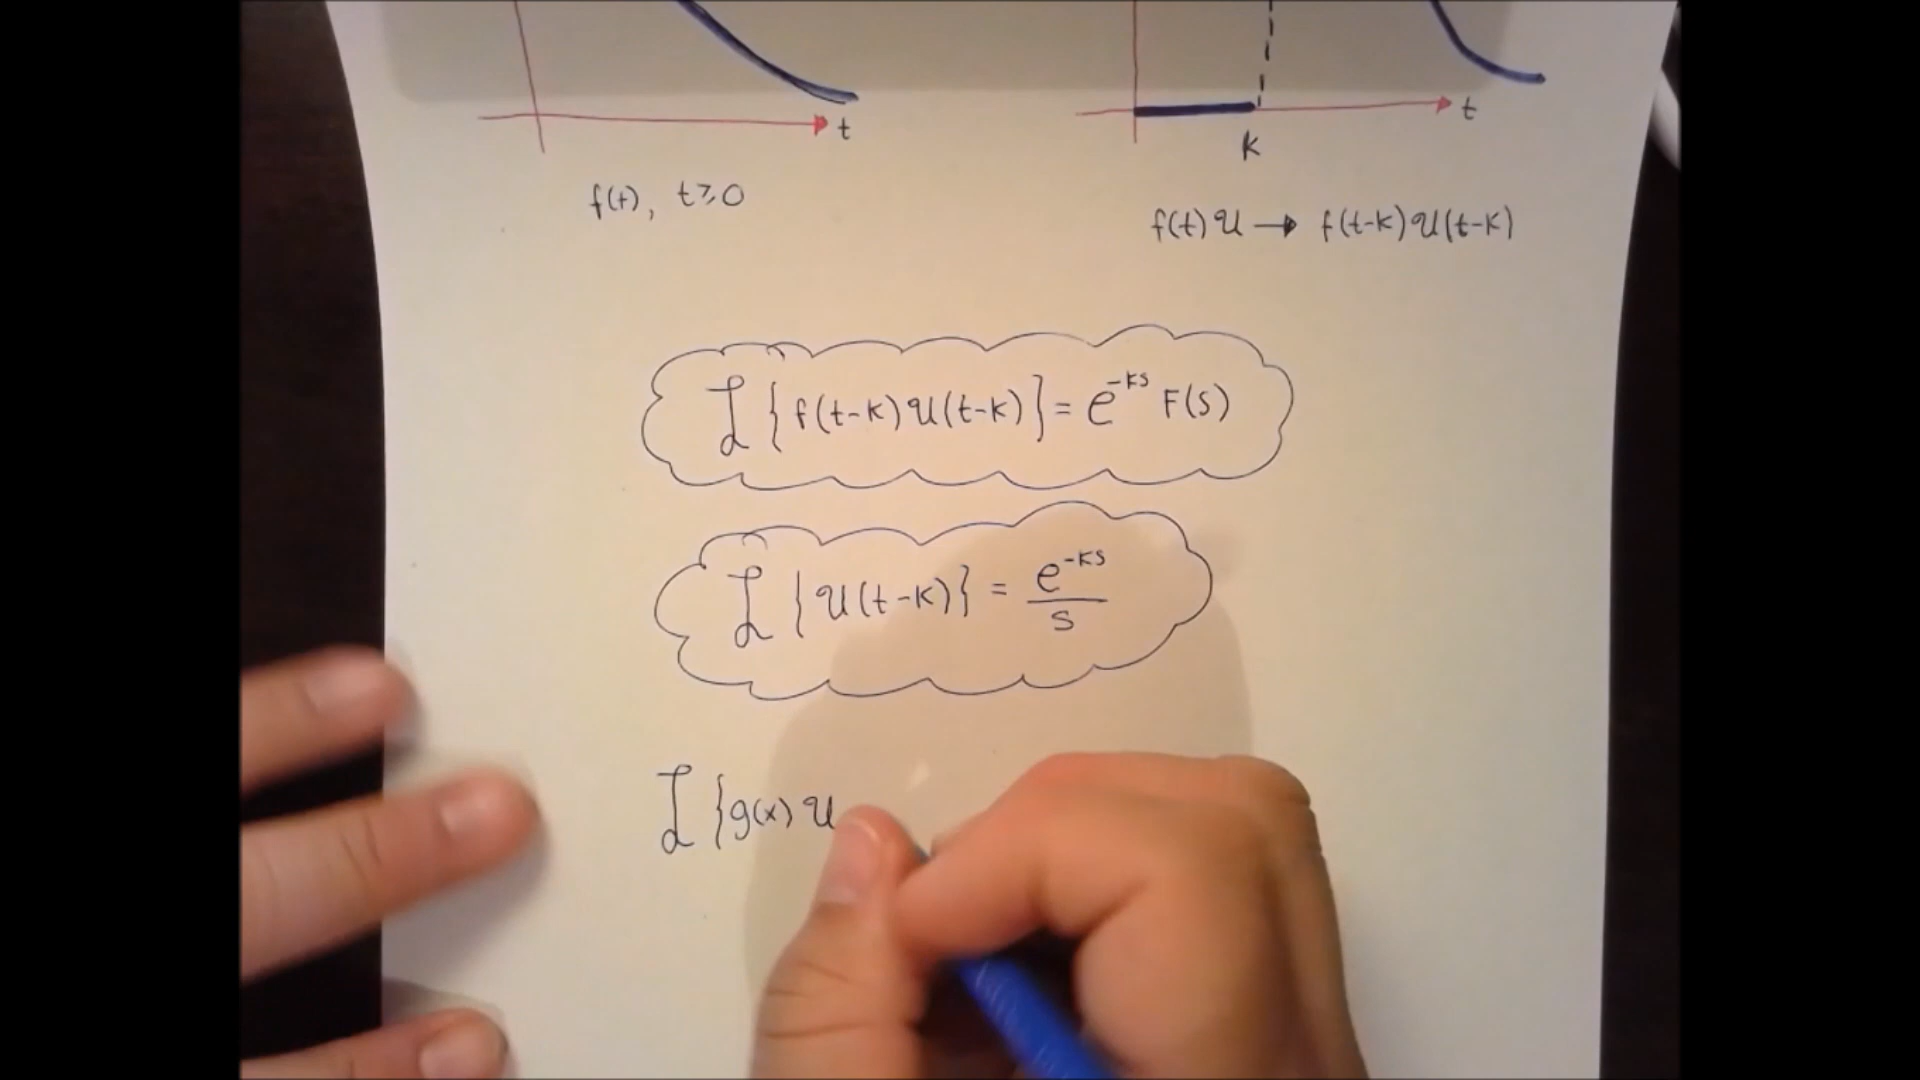 t
t
k
f(t), t≥0
f(t)𝒰 → f(t-k)𝒰(t-k)
ℒ{f(t-k)𝒰(t-k)} = e^{-ks} F(s)
ℒ{𝒰(t-k)} = e^{-ks}/s
ℒ{g(x)𝒰